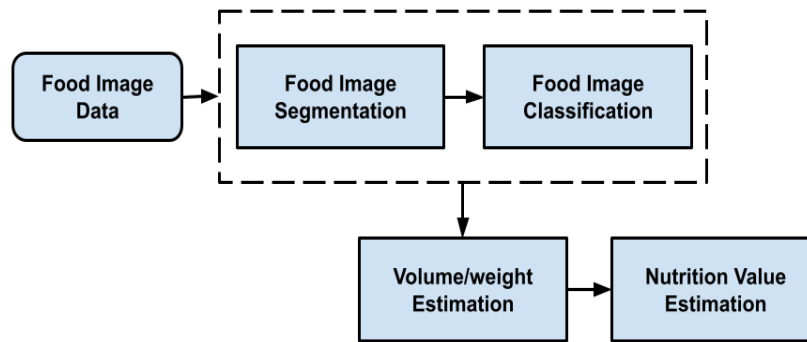 Food Image
Data
Food Image
Segmentation
Food Image
Classification
Volume/weight
Estimation
Nutrition Value
Estimation